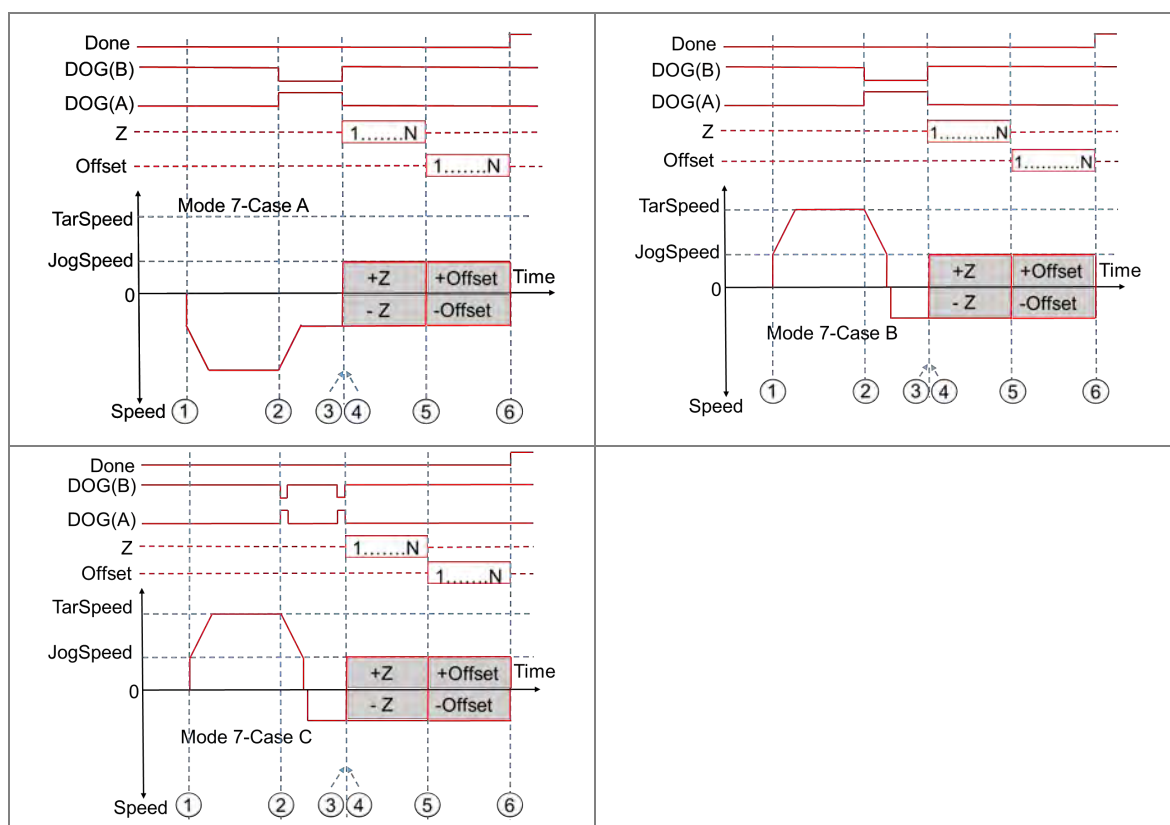 Done
DOG(B)
DOG(A)
Z
1.......N
Offset
1.......N
Mode 7-Case A
TarSpeed
JogSpeed
+Z +Offset Time
0
- Z -Offset
Speed ① ② ③ ④ ⑤ ⑥
Done
DOG(B)
DOG(A)
Z
1..........N
Offset
1..........N
TarSpeed
JogSpeed
+Z +Offset Time
0
- Z -Offset
Mode 7-Case B
Speed ① ② ③ ④ ⑤ ⑥
Done
DOG(B)
DOG(A)
Z
1.......N
Offset
1.......N
TarSpeed
JogSpeed
+Z +Offset Time
0
- Z -Offset
Mode 7-Case C
Speed ① ② ③ ④ ⑤ ⑥